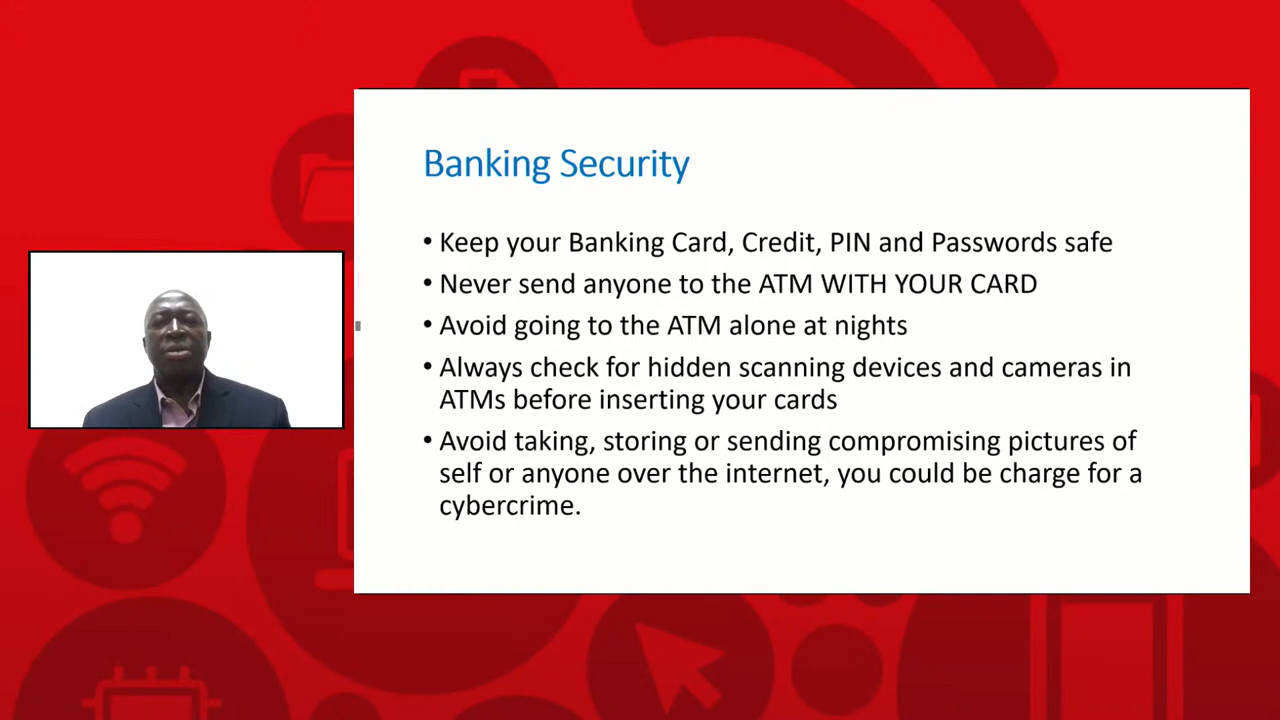 Banking Security
• Keep your Banking Card, Credit, PIN and Passwords safe
• Never send anyone to the ATM WITH YOUR CARD
• Avoid going to the ATM alone at nights
• Always check for hidden scanning devices and cameras in
ATMs before inserting your cards
• Avoid taking, storing or sending compromising pictures of
self or anyone over the internet, you could be charge for a
cybercrime.